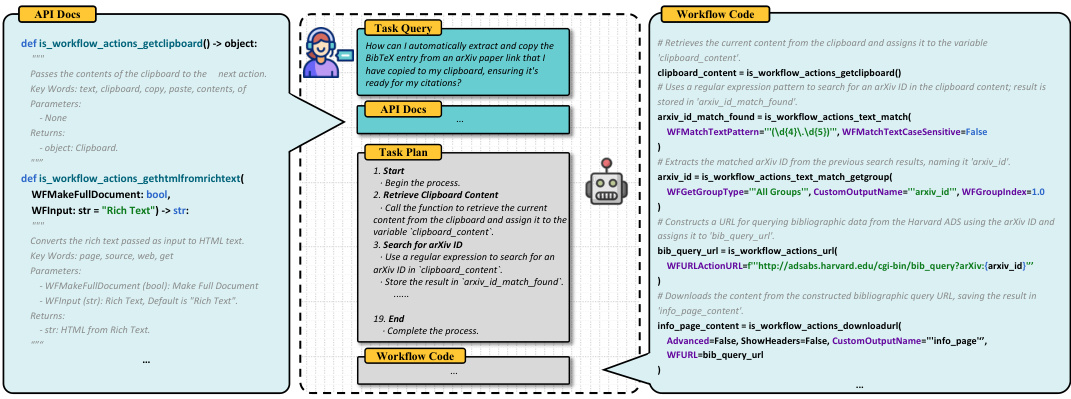 API Docs
def is_workflow_actions_getclipboard() -> object:
"""
Passes the contents of the clipboard to the next action.
Key Words: text, clipboard, copy, paste, contents, of
Parameters:
- None
Returns:
- object: Clipboard.
"""
def is_workflow_actions_gethtmlfromrichtext(
WFMakeFullDocument: bool,
WFInput: str = "Rich Text") -> str:
"""
Converts the rich text passed as input to HTML text.
Key Words: page, source, web, get
Parameters:
- WFMakeFullDocument (bool): Make Full Document
- WFInput (str): Rich Text, Default is "Rich Text".
Returns:
- str: HTML from Rich Text.
"""
...
Task Query
How can I automatically extract and copy the
BibTeX entry from an arXiv paper link that I
have copied to my clipboard, ensuring it's
ready for my citations?
API Docs
...
Task Plan
1. Start
· Begin the process.
2. Retrieve Clipboard Content
· Call the function to retrieve the current
content from the clipboard and assign it to the
variable `clipboard_content`.
3. Search for arXiv ID
· Use a regular expression to search for an
arXiv ID in `clipboard_content`.
· Store the result in `arxiv_id_match_found`.
......
19. End
· Complete the process.
Workflow Code
...
Workflow Code
# Retrieves the current content from the clipboard and assigns it to the variable
'clipboard_content'.
clipboard_content = is_workflow_actions_getclipboard()
# Uses a regular expression pattern to search for an arXiv ID in the clipboard content; result is
stored in 'arxiv_id_match_found'.
arxiv_id_match_found = is_workflow_actions_text_match(
WFMatchTextPattern='''(\d{4}\.\d{5})''', WFMatchTextCaseSensitive=False
)
# Extracts the matched arXiv ID from the previous search results, naming it 'arxiv_id'.
arxiv_id = is_workflow_actions_text_match_getgroup(
WFGetGroupType='''All Groups''', CustomOutputName='''arxiv_id''', WFGroupIndex=1.0
)
# Constructs a URL for querying bibliographic data from the Harvard ADS using the arXiv ID and
assigns it to 'bib_query_url'.
bib_query_url = is_workflow_actions_url(
WFURLActionURL=f'''http://adsabs.harvard.edu/cgi-bin/bib_query?arXiv:{arxiv_id}'''
)
# Downloads the content from the constructed bibliographic query URL, saving the result in
'info_page_content'.
info_page_content = is_workflow_actions_downloadurl(
Advanced=False, ShowHeaders=False, CustomOutputName='''info_page''',
WFURL=bib_query_url
)
...